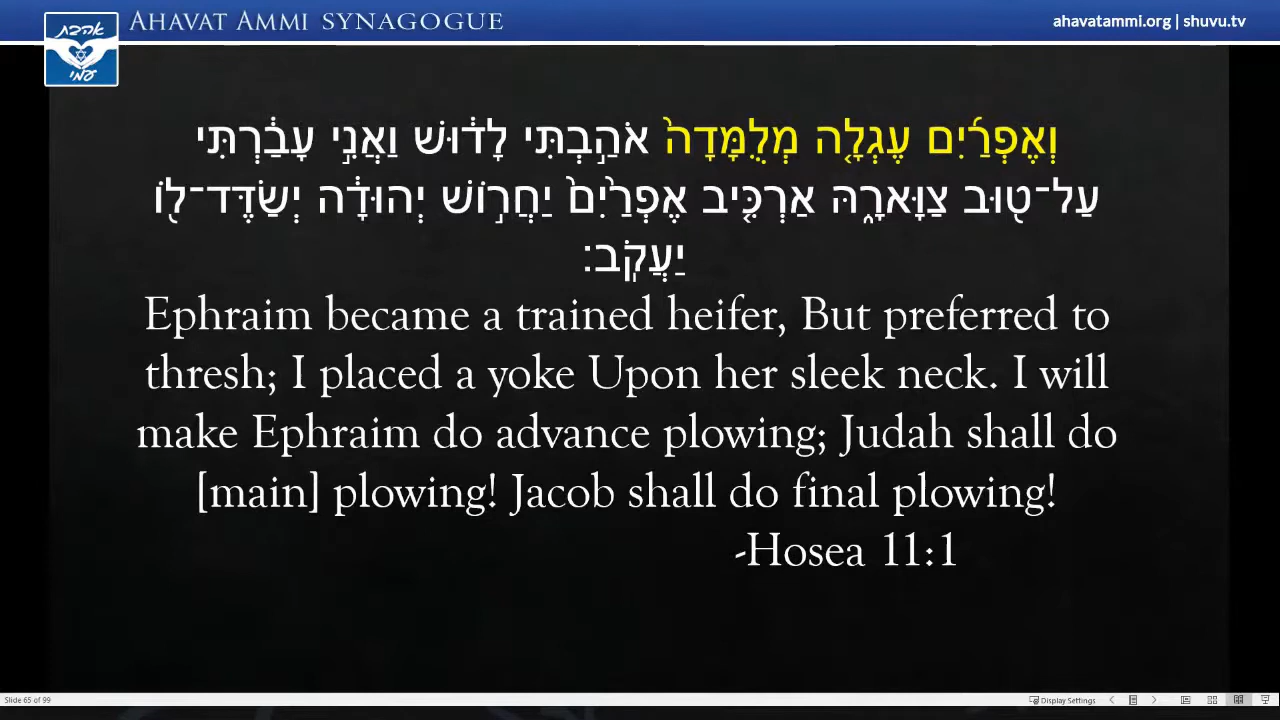 AHAVAT AMMI SYNAGOGUE
ahavatammi.org | shuvu.tv
אהבת
עמי
וְאֶפְרַ֜יִם עֶגְלָ֤ה מְלֻמָּדָה֙ אֹהַ֣בְתִּי לָד֔וּשׁ וַאֲנִ֣י עָבַ֔רְתִּי
עַל־ט֖וּב צַוָּארָ֑הּ אַרְכִּ֤יב אֶפְרַ֙יִם֙ יַחֲר֣וֹשׁ יְהוּדָ֔ה יְשַׂדֶּד־ל֖וֹ
יַעֲקֹֽב׃
Ephraim became a trained heifer, But preferred to
thresh; I placed a yoke Upon her sleek neck. I will
make Ephraim do advance plowing; Judah shall do
[main] plowing! Jacob shall do final plowing!
-Hosea 11:1
Slide 65 of 99
Display Settings